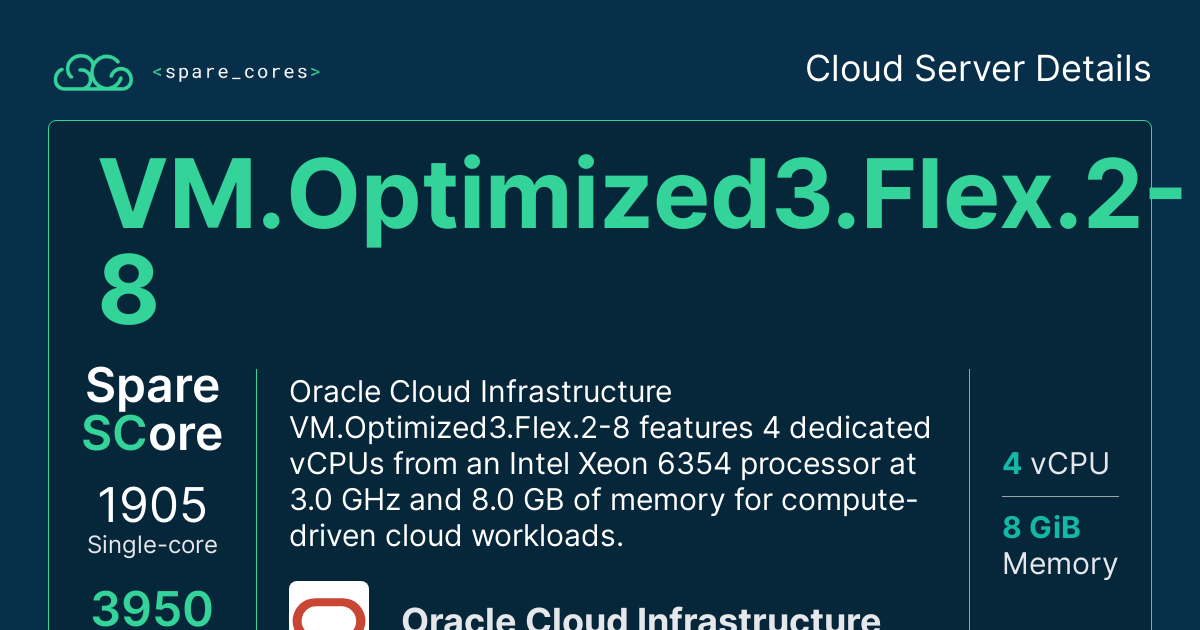 <spare_cores>
Cloud Server Details
VM.Optimized3.Flex.2-
8
Spare
SCore
1905
Single-core
3950
Oracle Cloud Infrastructure
VM.Optimized3.Flex.2-8 features 4 dedicated
vCPUs from an Intel Xeon 6354 processor at
3.0 GHz and 8.0 GB of memory for compute-
driven cloud workloads.
Oracle Cloud Infrastructure
4 vCPU
8 GiB
Memory